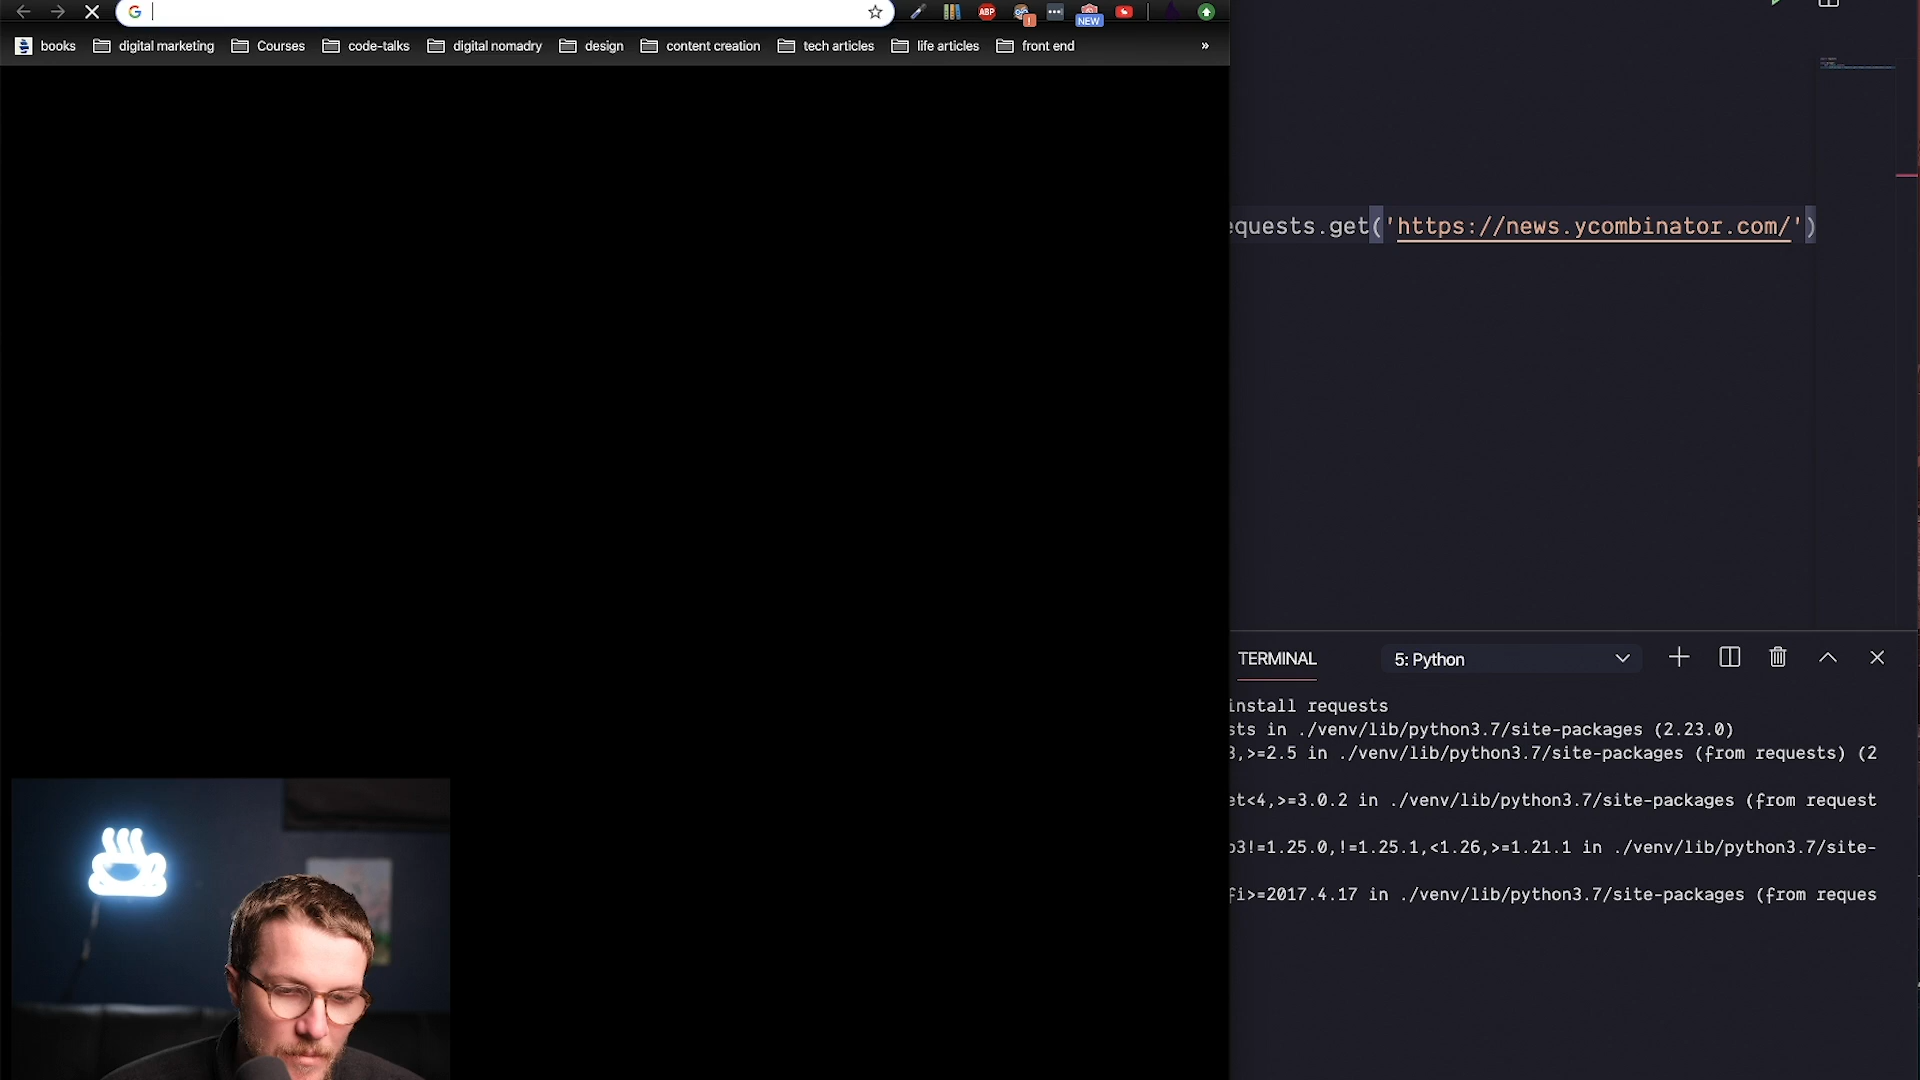 G
ABP
!
NEW
books
digital marketing
Courses
code-talks
digital nomadry
design
content creation
tech articles
life articles
front end
»
equests.get('https://news.ycombinator.com/')
TERMINAL
5: Python
install requests
sts in ./venv/lib/python3.7/site-packages (2.23.0)
3,>=2.5 in ./venv/lib/python3.7/site-packages (from requests) (2
et<4,>=3.0.2 in ./venv/lib/python3.7/site-packages (from request
b3!=1.25.0,!=1.25.1,<1.26,>=1.21.1 in ./venv/lib/python3.7/site-
fi>=2017.4.17 in ./venv/lib/python3.7/site-packages (from reques